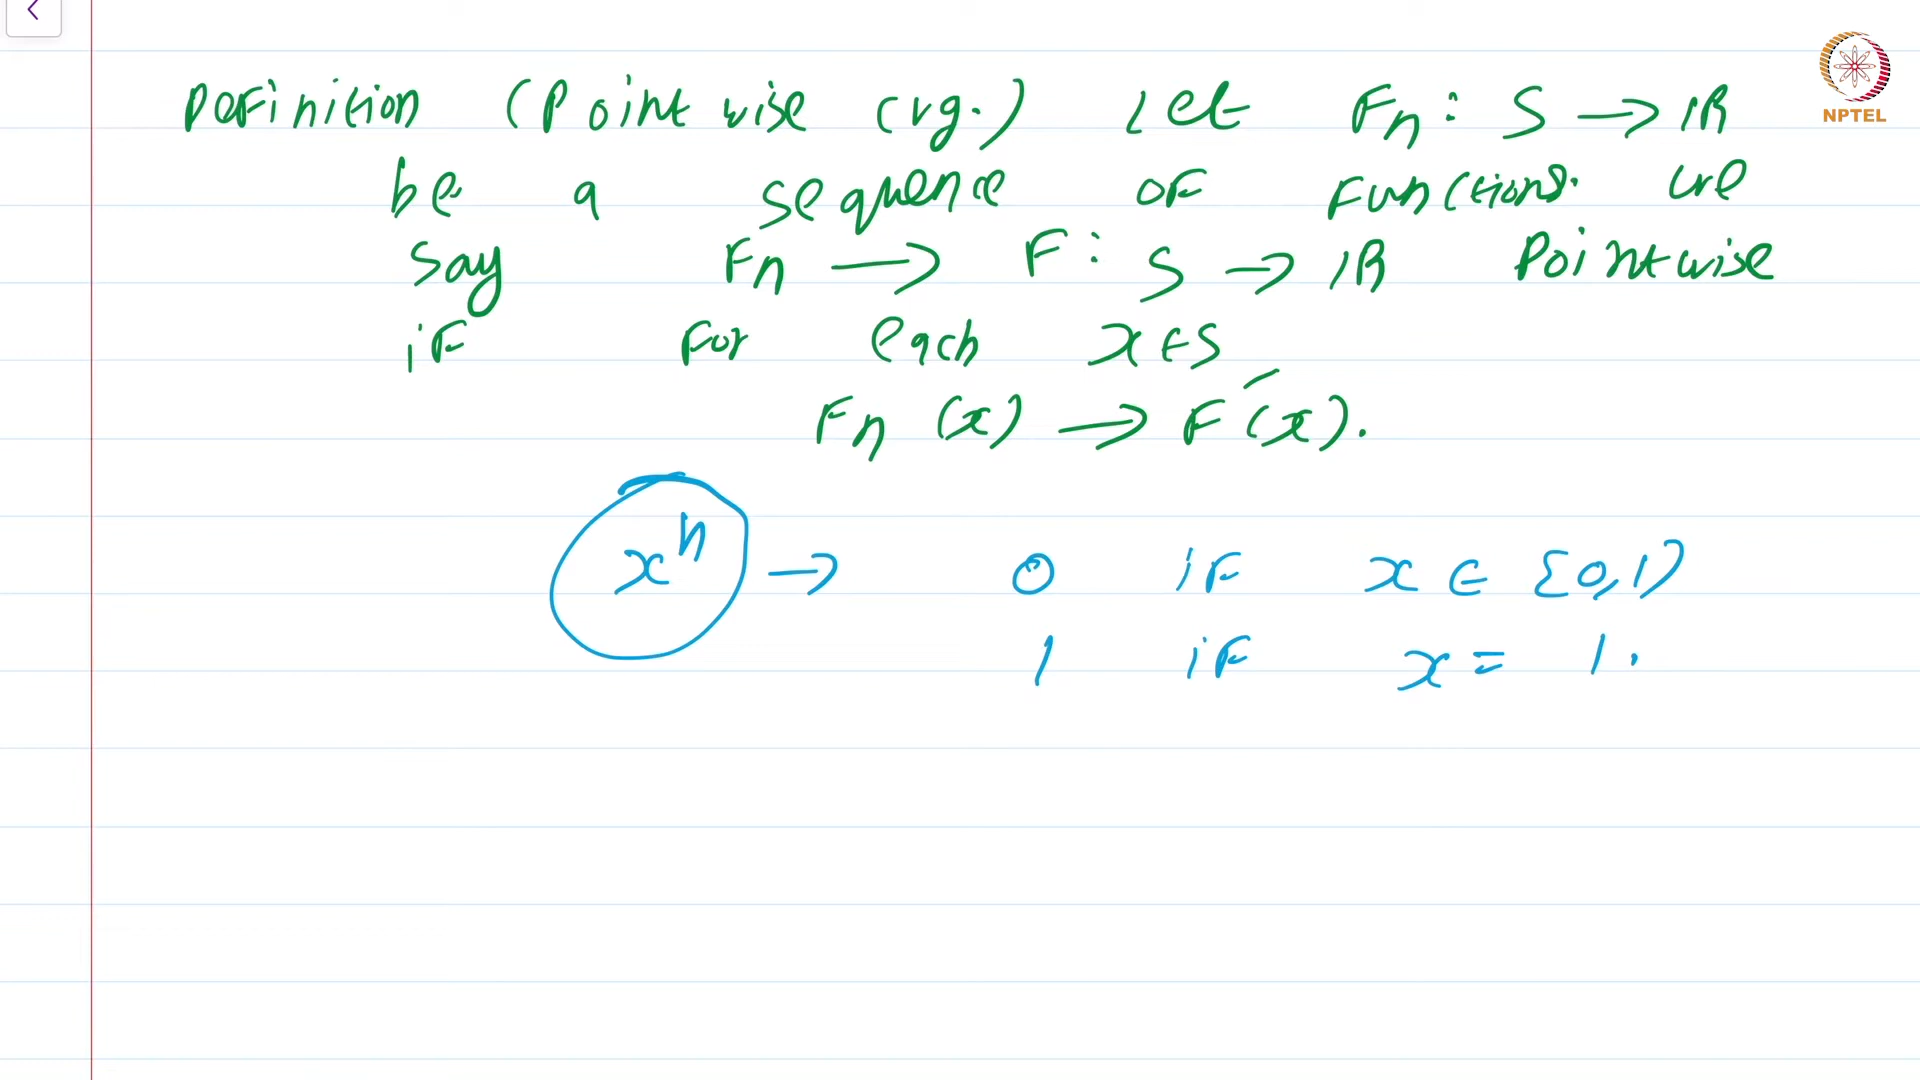 Definition (Pointwise cvg.) Let Fn : S → ℝ
be a sequence of functions. we
say Fn → F : S → ℝ Pointwise
if for each x ∈ S
Fn (x) → F (x).
xⁿ → 0 if x ∈ [0,1)
1 if x = 1.
NPTEL